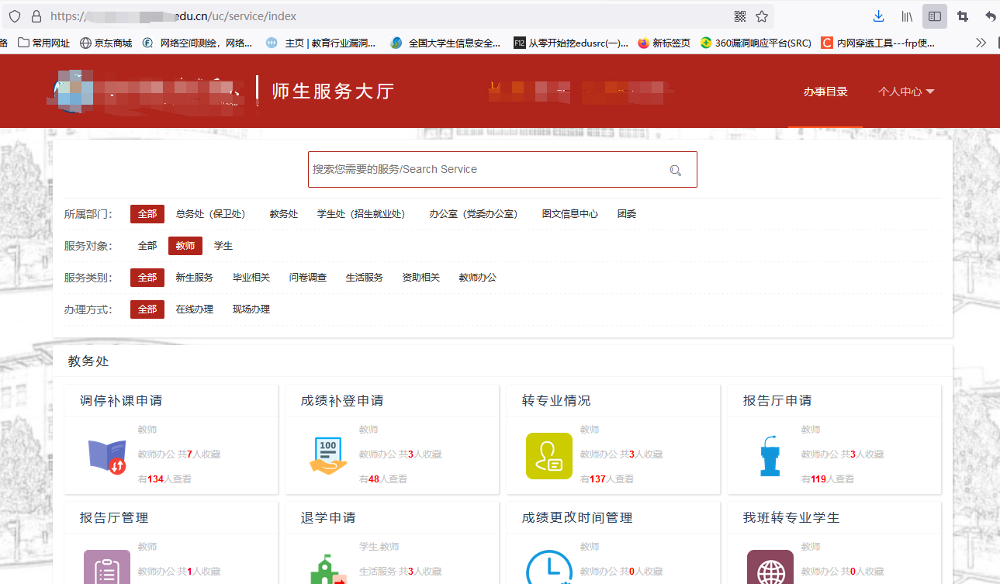 https://
edu.cn/uc/service/index
路 常用网址 京东商城 网络空间测绘，网络... 主页 | 教育行业漏洞... 全国大学生信息安全... F12 从零开始挖edusrc(一)... 新标签页 360漏洞响应平台(SRC) C 内网穿透工具---frp使...
师生服务大厅
办事目录 个人中心
搜索您需要的服务/Search Service
所属部门： 全部 总务处（保卫处） 教务处 学生处（招生就业处） 办公室（党委办公室） 图文信息中心 团委
服务对象： 全部 教师 学生
服务类别： 全部 新生服务 毕业相关 问卷调查 生活服务 资助相关 教师办公
办理方式： 全部 在线办理 现场办理
教务处
调停补课申请 成绩补登申请 转专业情况 报告厅申请
教师 教师 教师 教师
100
教师办公 共7人收藏 教师办公 共3人收藏 教师办公 共3人收藏 教师办公 共3人收藏
有134人查看 有48人查看 有137人查看 有119人查看
报告厅管理 退学申请 成绩更改时间管理 我班转专业学生
教师 学生,教师 教师 教师
教师办公 共1人收藏 生活服务 共3人收藏 教师办公 共0人收藏 教师办公 共0人收藏